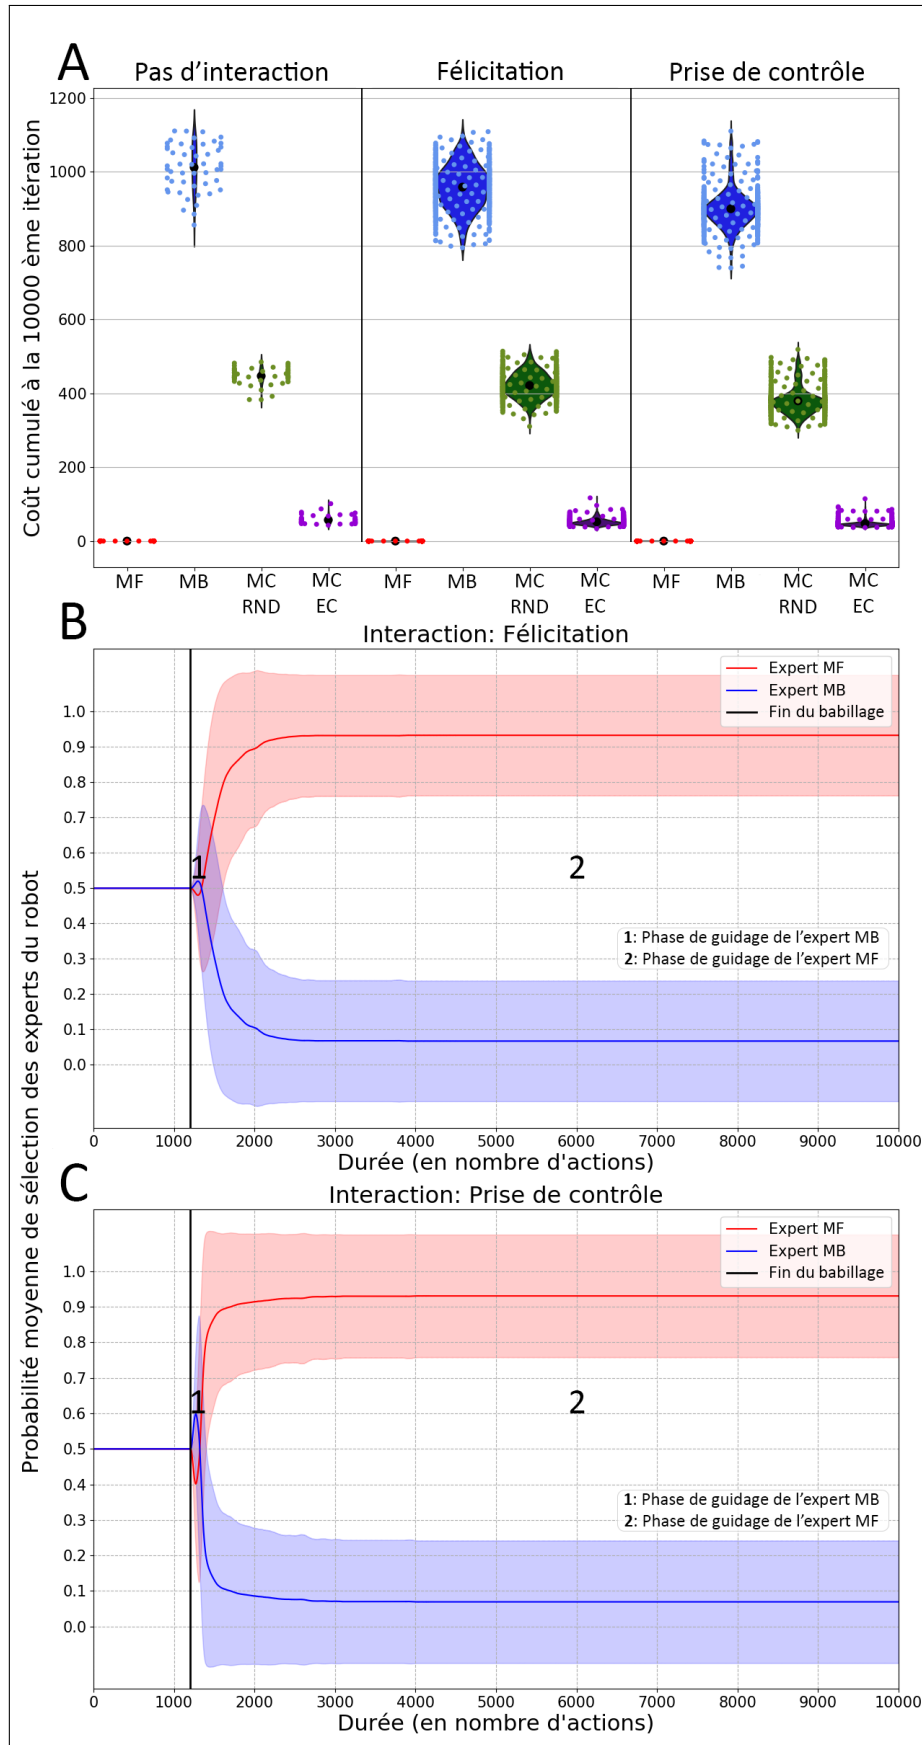 A
Pas d'interaction
Félicitation
Prise de contrôle
Coût cumulé à la 10000 ème itération
1200
1000
800
600
400
200
0
MF
MB
MC
RND
MC
EC
MF
MB
MC
RND
MC
EC
MF
MB
MC
RND
MC
EC
Probabilité moyenne de sélection des experts du robot
B
Interaction: Félicitation
1.0
0.9
0.8
0.7
0.6
0.5
0.4
0.3
0.2
0.1
0.0
Expert MF
Expert MB
Fin du babillage
1
2
1: Phase de guidage de l'expert MB
2: Phase de guidage de l'expert MF
0 1000 2000 3000 4000 5000 6000 7000 8000 9000 10000
Durée (en nombre d'actions)
C
Interaction: Prise de contrôle
1.0
0.9
0.8
0.7
0.6
0.5
0.4
0.3
0.2
0.1
0.0
Expert MF
Expert MB
Fin du babillage
1
2
1: Phase de guidage de l'expert MB
2: Phase de guidage de l'expert MF
0 1000 2000 3000 4000 5000 6000 7000 8000 9000 10000
Durée (en nombre d'actions)